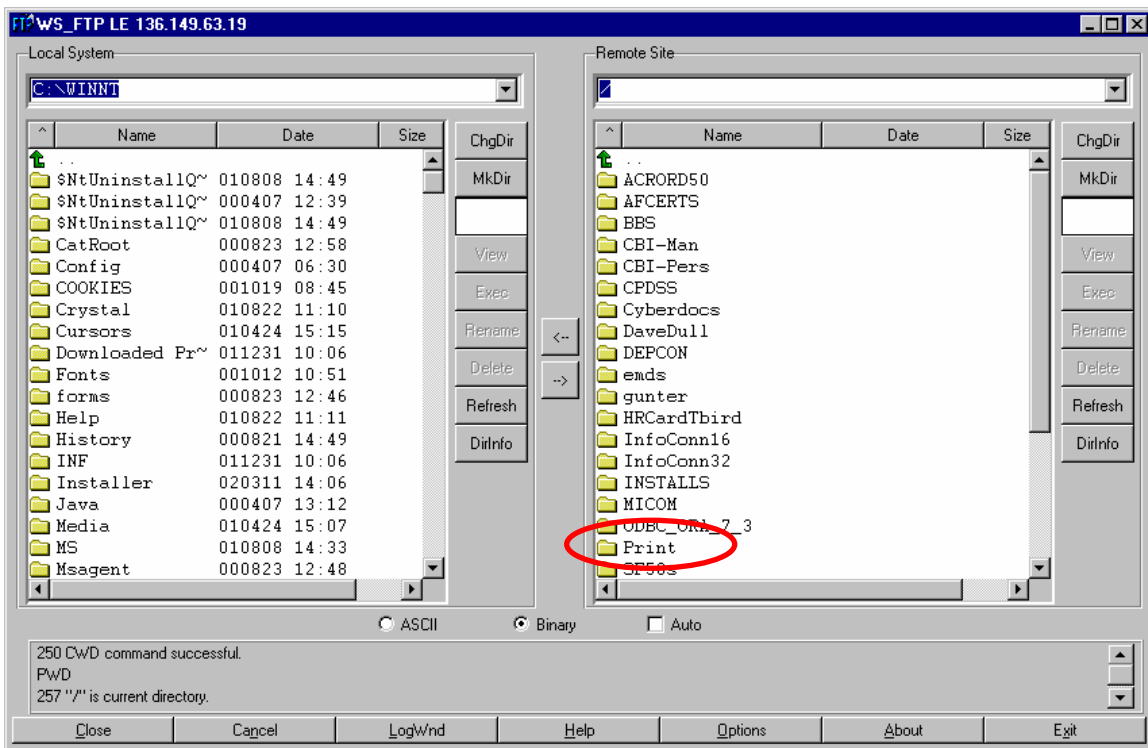 WS_FTP LE 136.149.63.19
Local System
C:\WINNT
^ Name Date Size
..
$NtUninstallQ~ 010808 14:49
$NtUninstallQ~ 000407 12:39
$NtUninstallQ~ 010808 14:49
CatRoot 000823 12:58
Config 000407 06:30
COOKIES 001019 08:45
Crystal 010822 11:10
Cursors 010424 15:15
Downloaded Pr~ 011231 10:06
Fonts 001012 10:51
forms 000823 12:46
Help 010822 11:11
History 000821 14:49
INF 011231 10:06
Installer 020311 14:06
Java 000407 13:12
Media 010424 15:07
MS 010808 14:33
Msagent 000823 12:48
ChgDir
MkDir
View
Exec
Rename
Delete
Refresh
DirInfo
<--
-->
Remote Site
/
^ Name Date Size
..
ACRORD50
AFCERTS
BBS
CBI-Man
CBI-Pers
CPDSS
Cyberdocs
DaveDull
DEPCON
emds
gunter
HRCardTbird
InfoConn16
InfoConn32
INSTALLS
MICOM
ODBC_ORA_7_3
Print
SF50s
ChgDir
MkDir
View
Exec
Rename
Delete
Refresh
DirInfo
ASCII Binary Auto
250 CWD command successful.
PWD
257 "/" is current directory.
Close Cancel LogWnd Help Options About Exit